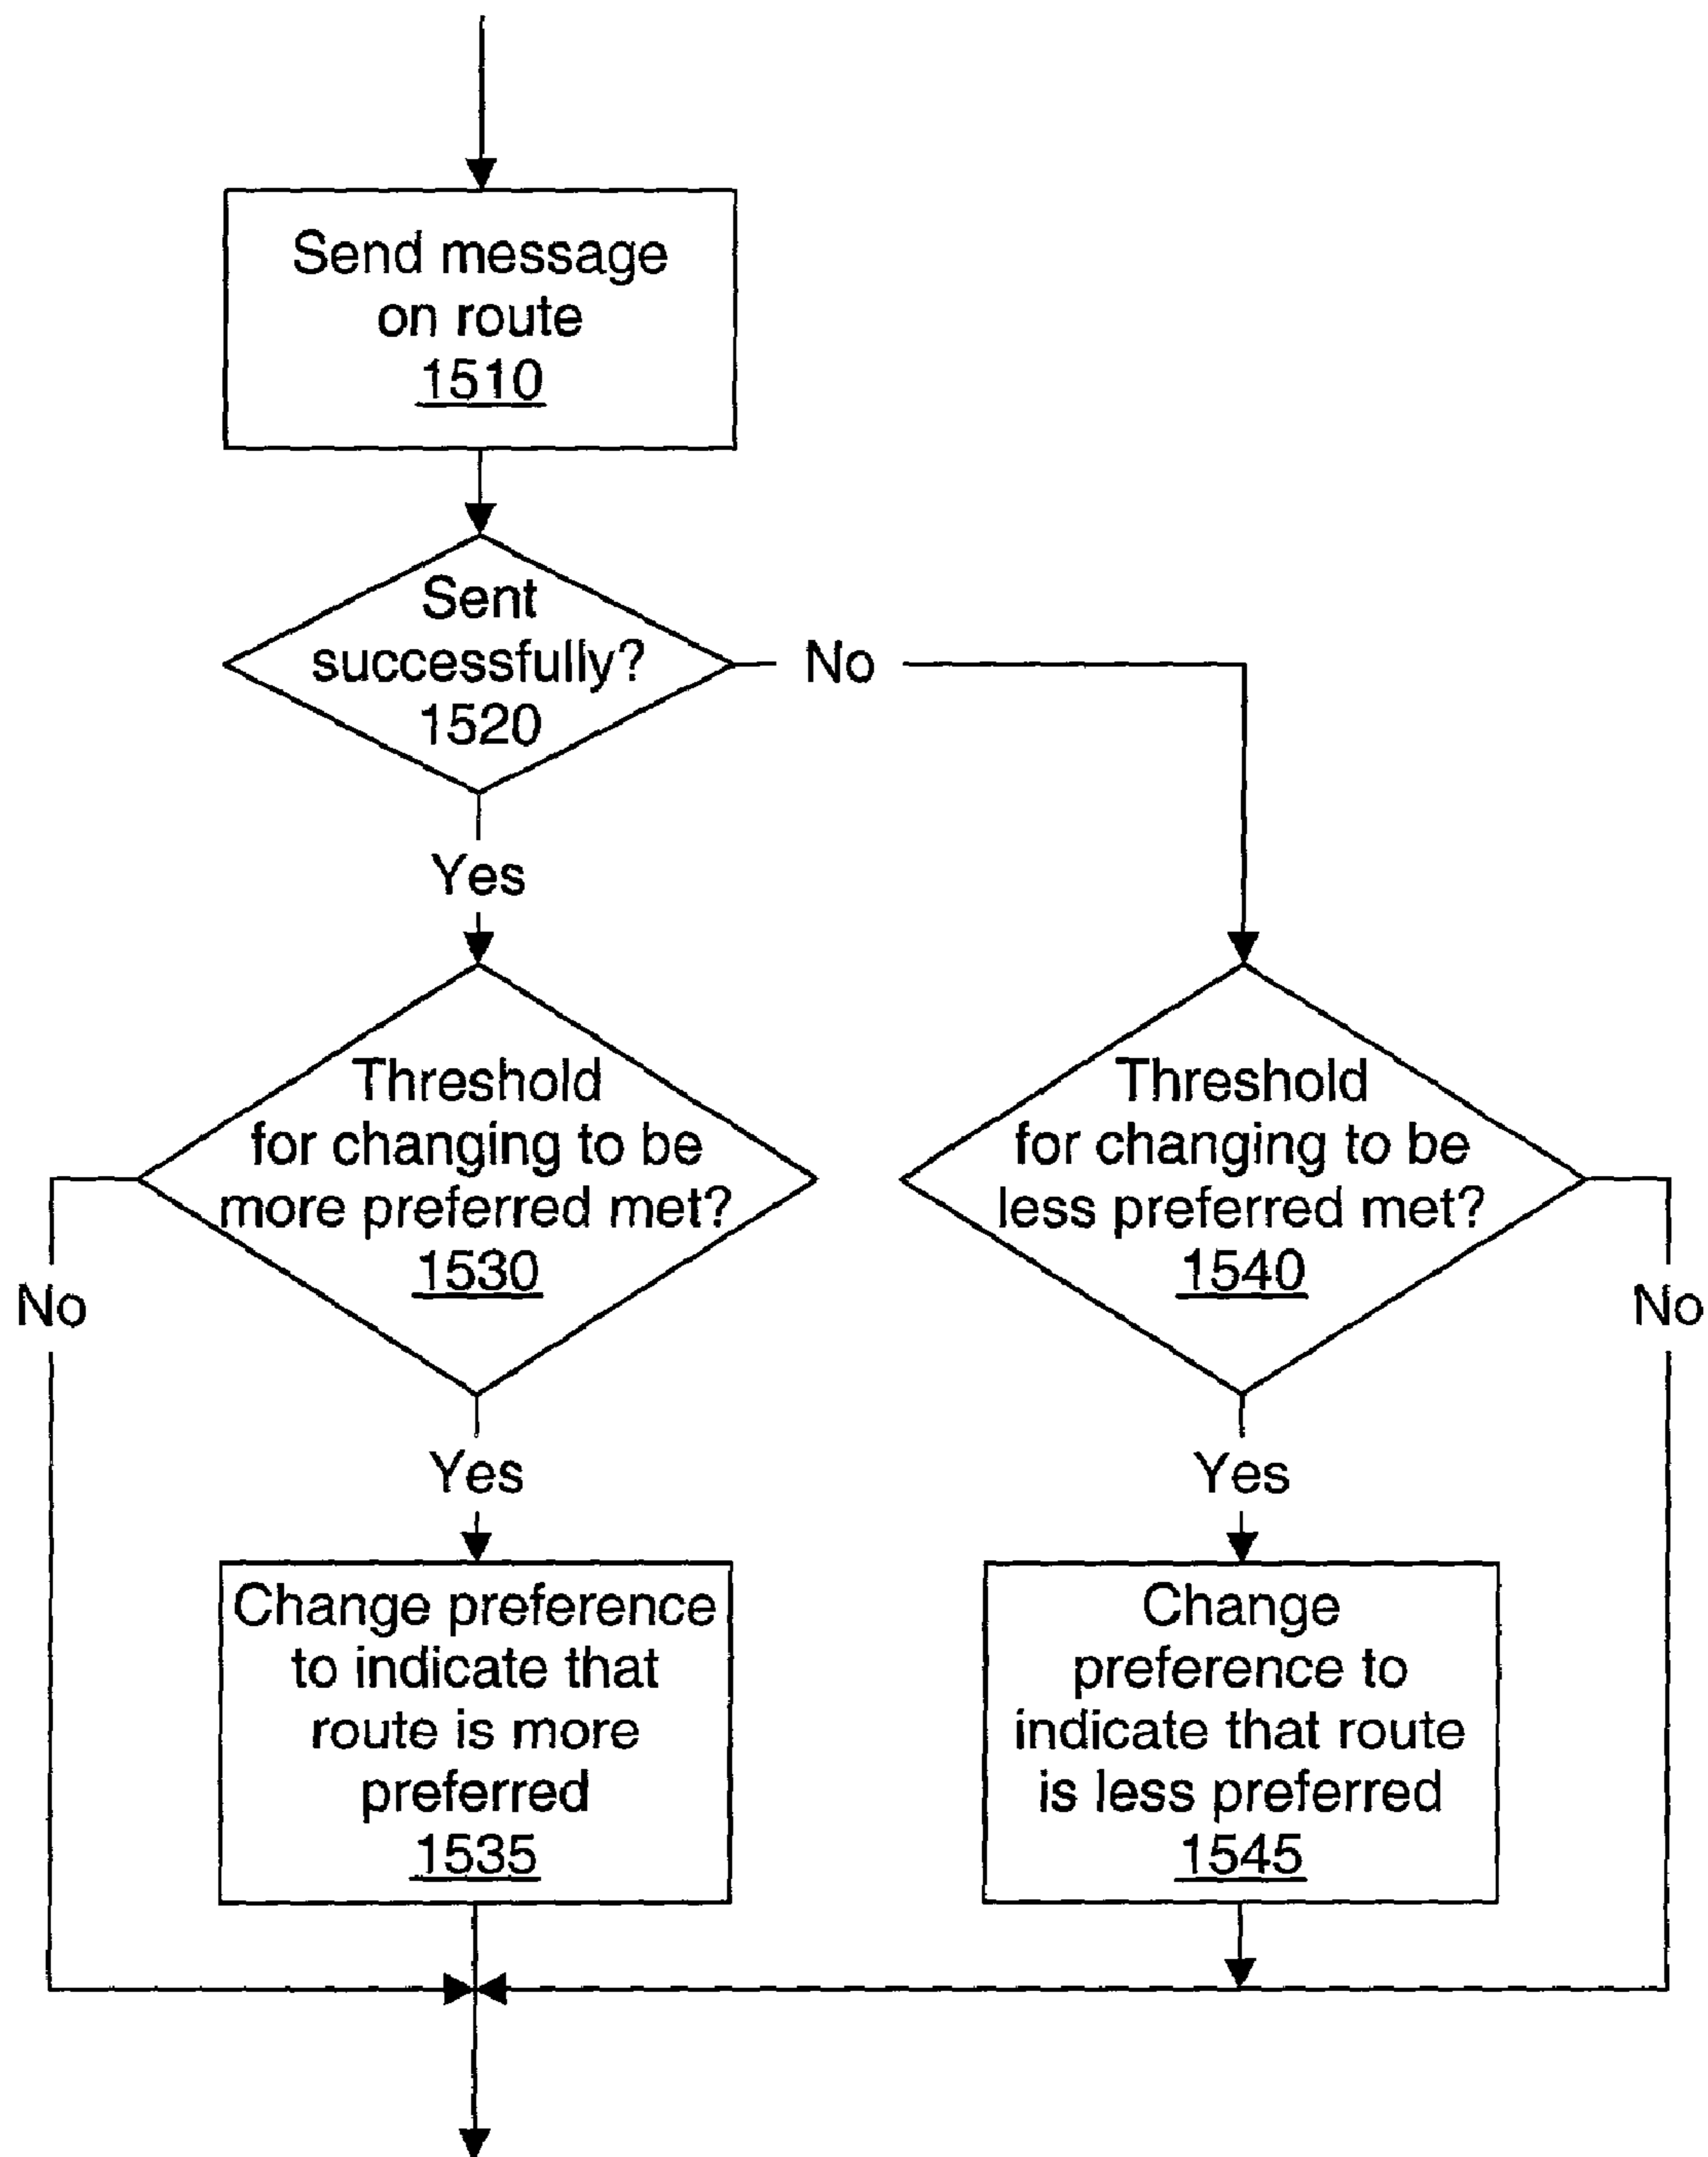 Send message
on route
1510
Sent
successfully?
1520
No
Yes
Threshold
for changing to be
more preferred met?
1530
Threshold
for changing to be
less preferred met?
1540
No
No
Yes
Yes
Change preference
to indicate that
route is more
preferred
1535
Change
preference to
indicate that route
is less preferred
1545